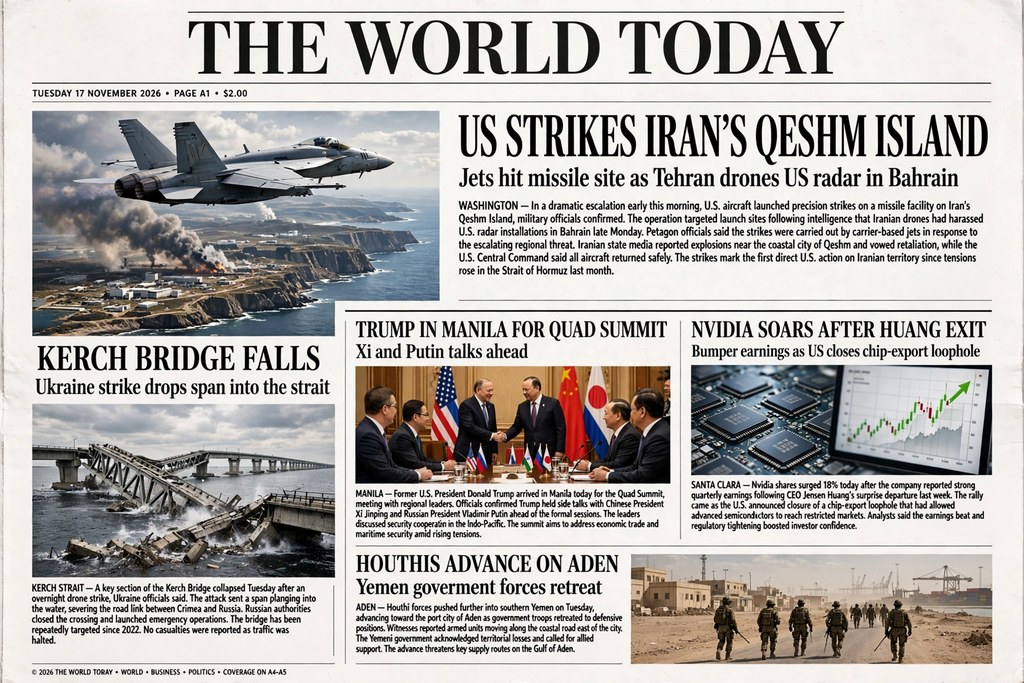 THE WORLD TODAY
TUESDAY 17 NOVEMBER 2026 • PAGE A1 • $2.00
US STRIKES IRAN'S QESHM ISLAND
Jets hit missile site as Tehran drones US radar in Bahrain
WASHINGTON — In a dramatic escalation early this morning, U.S. aircraft launched precision strikes on a missile facility on Iran's
Qeshm Island, military officials confirmed. The operation targeted launch sites following intelligence that Iranian drones had harassed
U.S. radar installations in Bahrain late Monday. Petagon officials said the strikes were carried out by carrier-based jets in response to
the escalating regional threat. Iranian state media reported explosions near the coastal city of Qeshm and vowed retaliation, while the
U.S. Central Command said all aircraft returned safely. The strikes mark the first direct U.S. action on Iranian territory since tensions
rose in the Strait of Hormuz last month.
KERCH BRIDGE FALLS
Ukraine strike drops span into the strait
KERCH STRAIT — A key section of the Kerch Bridge collapsed Tuesday after an
overnight drone strike, Ukraine officials said. The attack sent a span planging into
the water, severing the road link between Crimea and Russia. Russian authorities
closed the crossing and launched emergency operations. The bridge has been
repeatedly targeted since 2022. No casualties were reported as traffic was
halted.
TRUMP IN MANILA FOR QUAD SUMMIT
Xi and Putin talks ahead
MANILA — Former U.S. President Donald Trump arrived in Manila today for the Quad Summit,
meeting with regional leaders. Officials confirmed Trump held side talks with Chinese President
XI Jinping and Russian President Vladimir Putin ahead of the formal sessions. The leaders
discussed security cooperatin in the Indo-Pacific. The summit aims to address economic trade and
maritime security amid rising tensions.
NVIDIA SOARS AFTER HUANG EXIT
Bumper earnings as US closes chip-export loophole
SANTA CLARA — Nvidia shares surged 18% today after the company reported strong
quarterly earnings following CEO Jensen Huang's surprise departure last week. The rally
came as the U.S. announced closure of a chip-export loophole that had allowed
advanced semicondctors to reach restricted markets. Analysts said the earnings beat and
regulatory tightening boosted investor confidence.
HOUTHIS ADVANCE ON ADEN
Yemen goverment forces retreat
ADEN — Houthi forces pushed further into southern Yemen on Tuesday,
advancing toward the port city of Aden as government troops retreated to defensive
positions. Witnesses reported armed units moving along the coastal road east of the city.
The Yemeni government acknowledged territorial losses and called for allied
support. The advance threatens key supply routes on the Gulf of Aden.
© 2026 THE WORLD TODAY • WORLD • BUSINESS • POLITICS • COVERAGE ON A4–A5